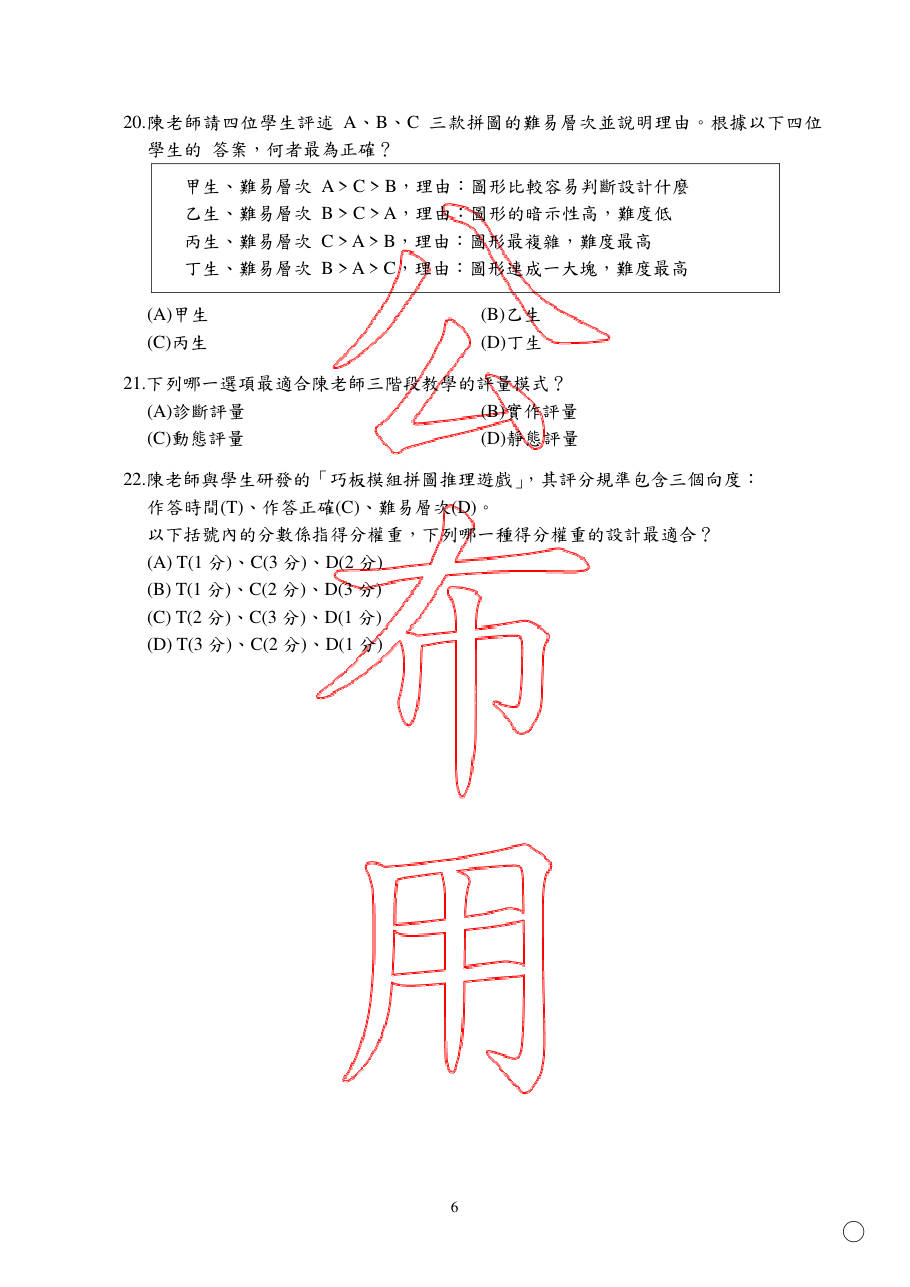 20.陳老師請四位學生評述 A、B、C 三款拼圖的難易層次並說明理由。根據以下四位
學生的 答案，何者最為正確？
甲生、難易層次 A＞C＞B，理由：圖形比較容易判斷設計什麼
乙生、難易層次 B＞C＞A，理由：圖形的暗示性高，難度低
丙生、難易層次 C＞A＞B，理由：圖形最複雜，難度最高
丁生、難易層次 B＞A＞C，理由：圖形連成一大塊，難度最高
(A)甲生 (B)乙生
(C)丙生 (D)丁生
21.下列哪一選項最適合陳老師三階段教學的評量模式？
(A)診斷評量 (B)實作評量
(C)動態評量 (D)靜態評量
22.陳老師與學生研發的「巧板模組拼圖推理遊戲」，其評分規準包含三個向度：
作答時間(T)、作答正確(C)、難易層次(D)。
以下括號內的分數係指得分權重，下列哪一種得分權重的設計最適合？
(A) T(1 分)、C(3 分)、D(2 分)
(B) T(1 分)、C(2 分)、D(3 分)
(C) T(2 分)、C(3 分)、D(1 分)
(D) T(3 分)、C(2 分)、D(1 分)
公布用
6